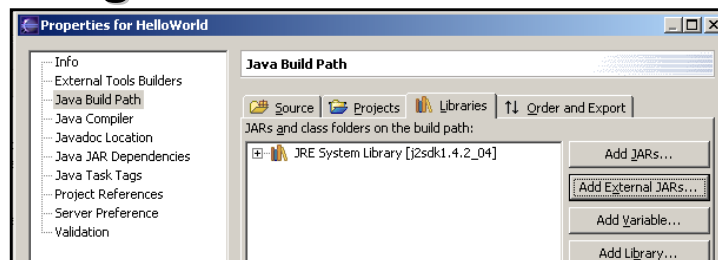 Properties for HelloWorld
Info
External Tools Builders
Java Build Path
Java Compiler
Javadoc Location
Java JAR Dependencies
Java Task Tags
Project References
Server Preference
Validation
Java Build Path
Source Projects Libraries Order and Export
JARs and class folders on the build path:
JRE System Library [j2sdk1.4.2_04]
Add JARs...
Add External JARs...
Add Variable...
Add Library...